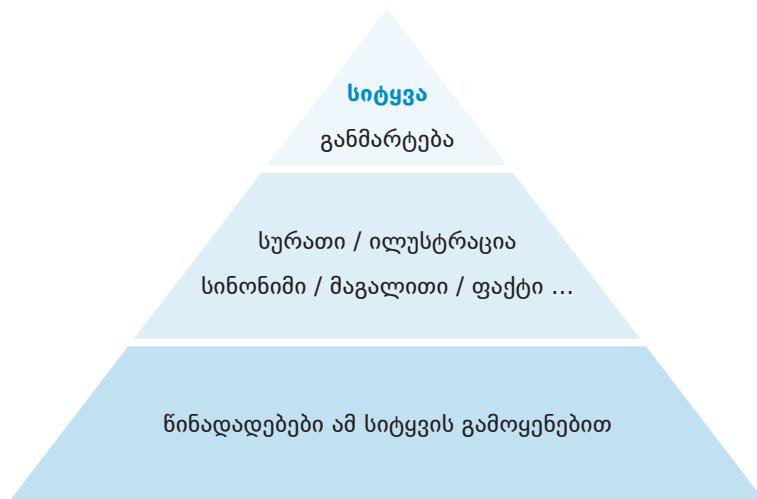 სიტყვა
განმარტება
სურათი / ილუსტრაცია
სინონიმი / მაგალითი / ფაქტი ...
წინადადებები ამ სიტყვის გამოყენებით